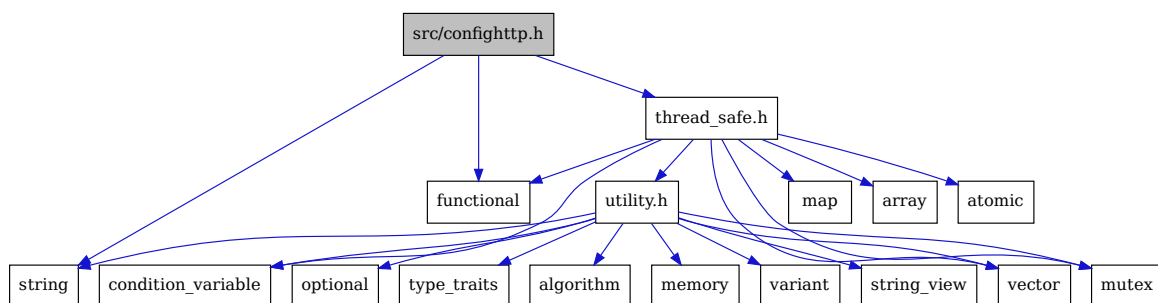 src/confighttp.h
thread_safe.h
functional
utility.h
map
array
atomic
string
condition_variable
optional
type_traits
algorithm
memory
variant
string_view
vector
mutex